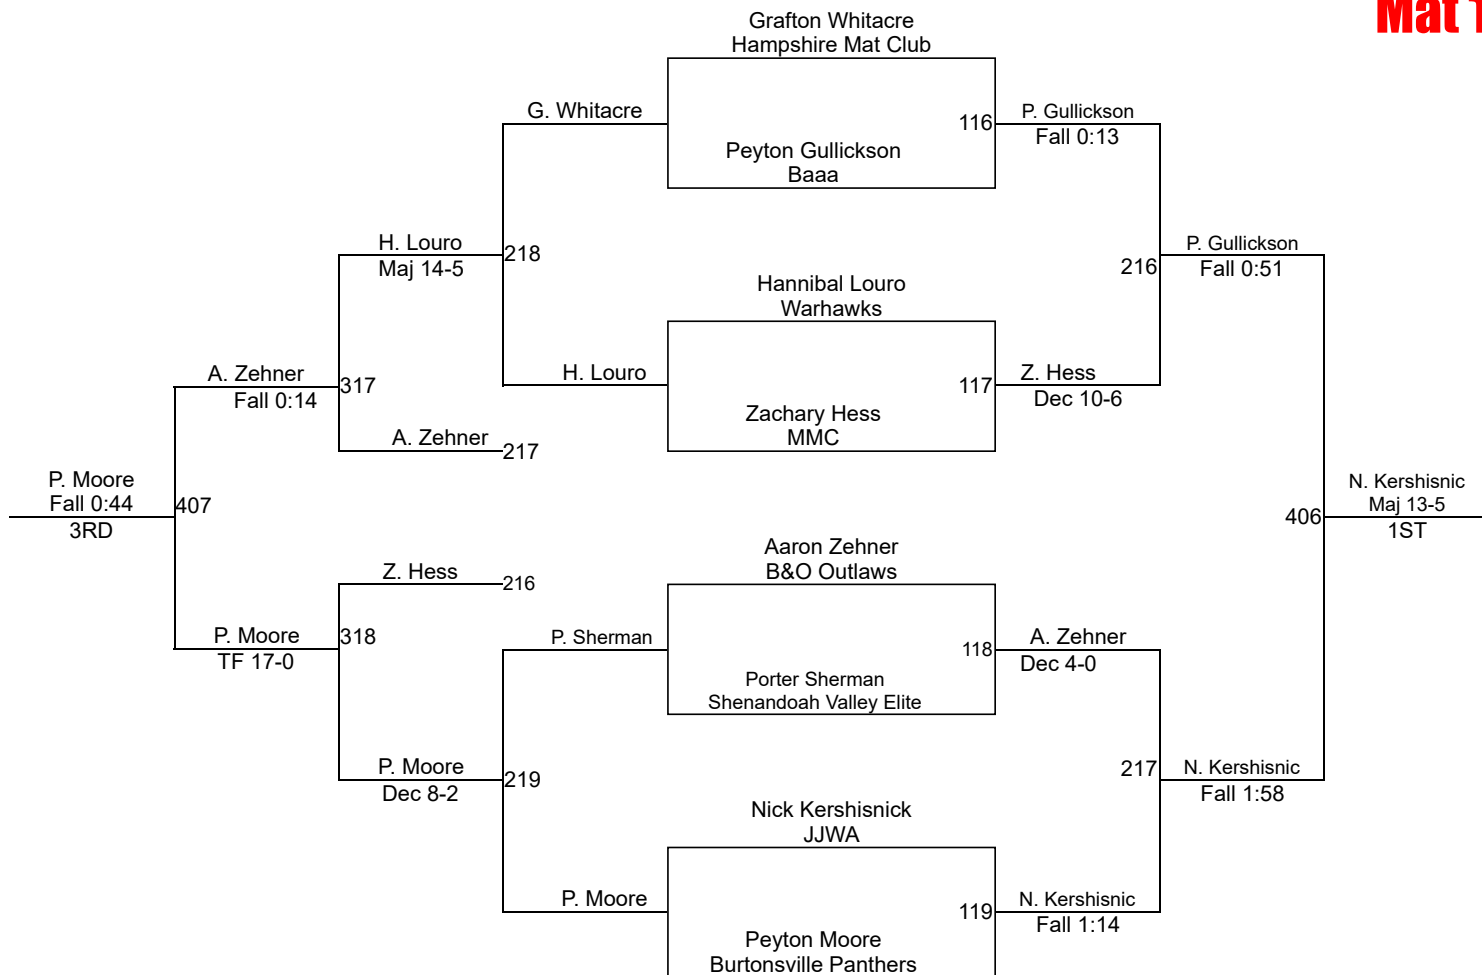 Mat 1
Grafton Whitacre
Hampshire Mat Club
G. Whitacre
116
P. Gullickson
Fall 0:13
Peyton Gullickson
Baaa
H. Louro
Maj 14-5
218
P. Gullickson
Fall 0:51
216
Hannibal Louro
Warhawks
A. Zehner
Fall 0:14
317
H. Louro
117
Z. Hess
Dec 10-6
Zachary Hess
MMC
A. Zehner
217
P. Moore
Fall 0:44
3RD
407
N. Kershisnic
Maj 13-5
1ST
406
Aaron Zehner
B&O Outlaws
Z. Hess
216
P. Moore
TF 17-0
318
P. Sherman
118
A. Zehner
Dec 4-0
Porter Sherman
Shenandoah Valley Elite
P. Moore
Dec 8-2
219
217
N. Kershisnic
Fall 1:58
Nick Kershisnick
JJWA
P. Moore
119
N. Kershisnic
Fall 1:14
Peyton Moore
Burtonsville Panthers